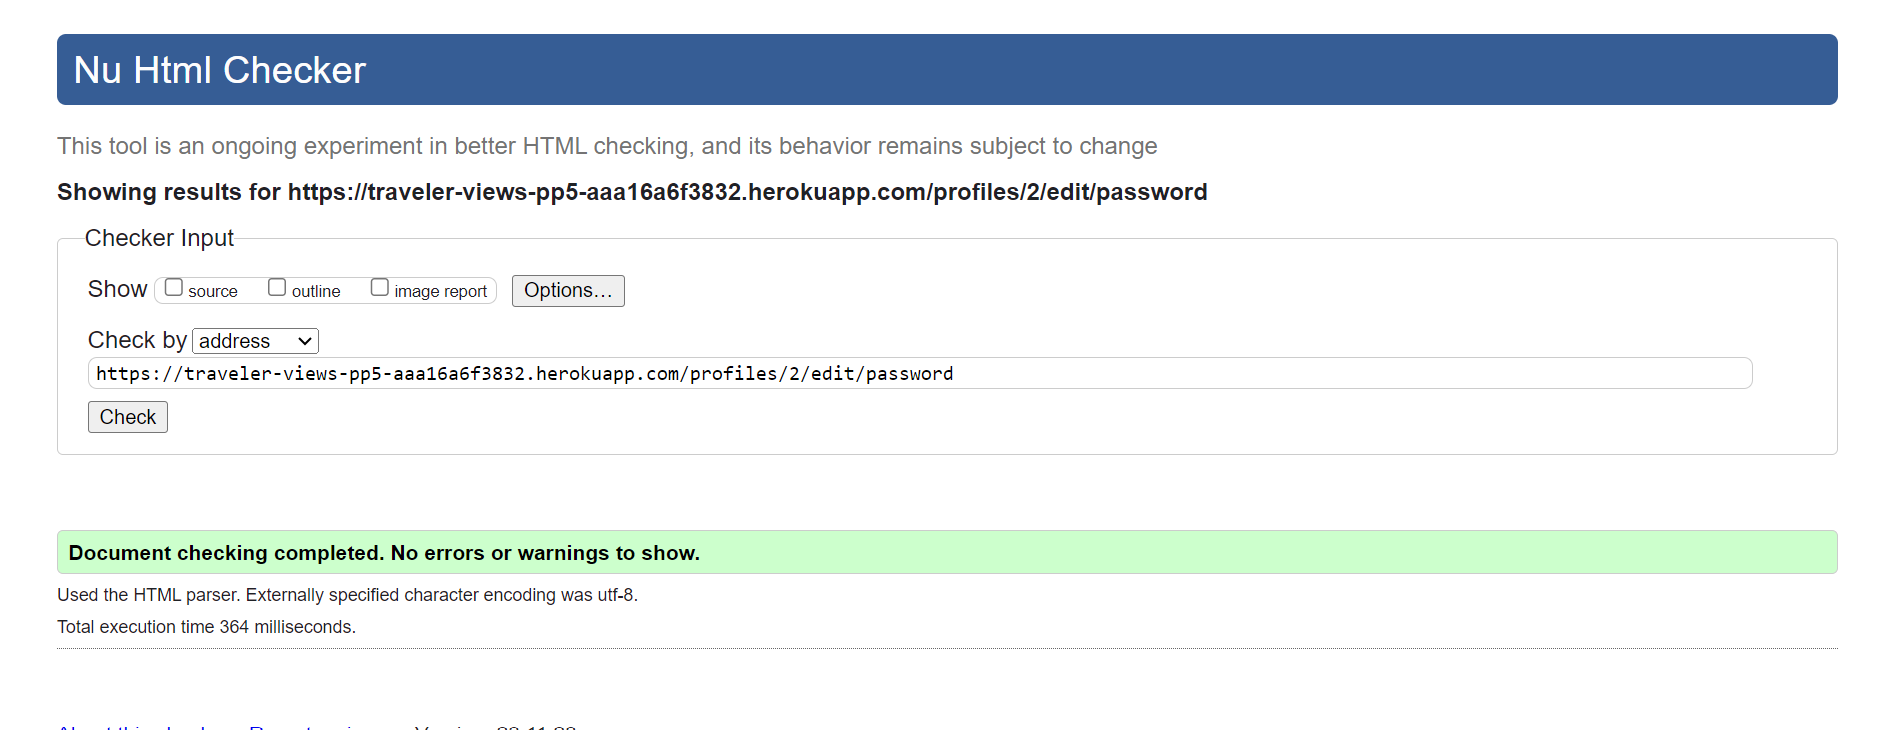 Nu Html Checker
This tool is an ongoing experiment in better HTML checking, and its behavior remains subject to change
Showing results for https://traveler-views-pp5-aaa16a6f3832.herokuapp.com/profiles/2/edit/password
Checker Input
Show source outline image report Options...
Check by address
https://traveler-views-pp5-aaa16a6f3832.herokuapp.com/profiles/2/edit/password
Check
Document checking completed. No errors or warnings to show.
Used the HTML parser. Externally specified character encoding was utf-8.
Total execution time 364 milliseconds.